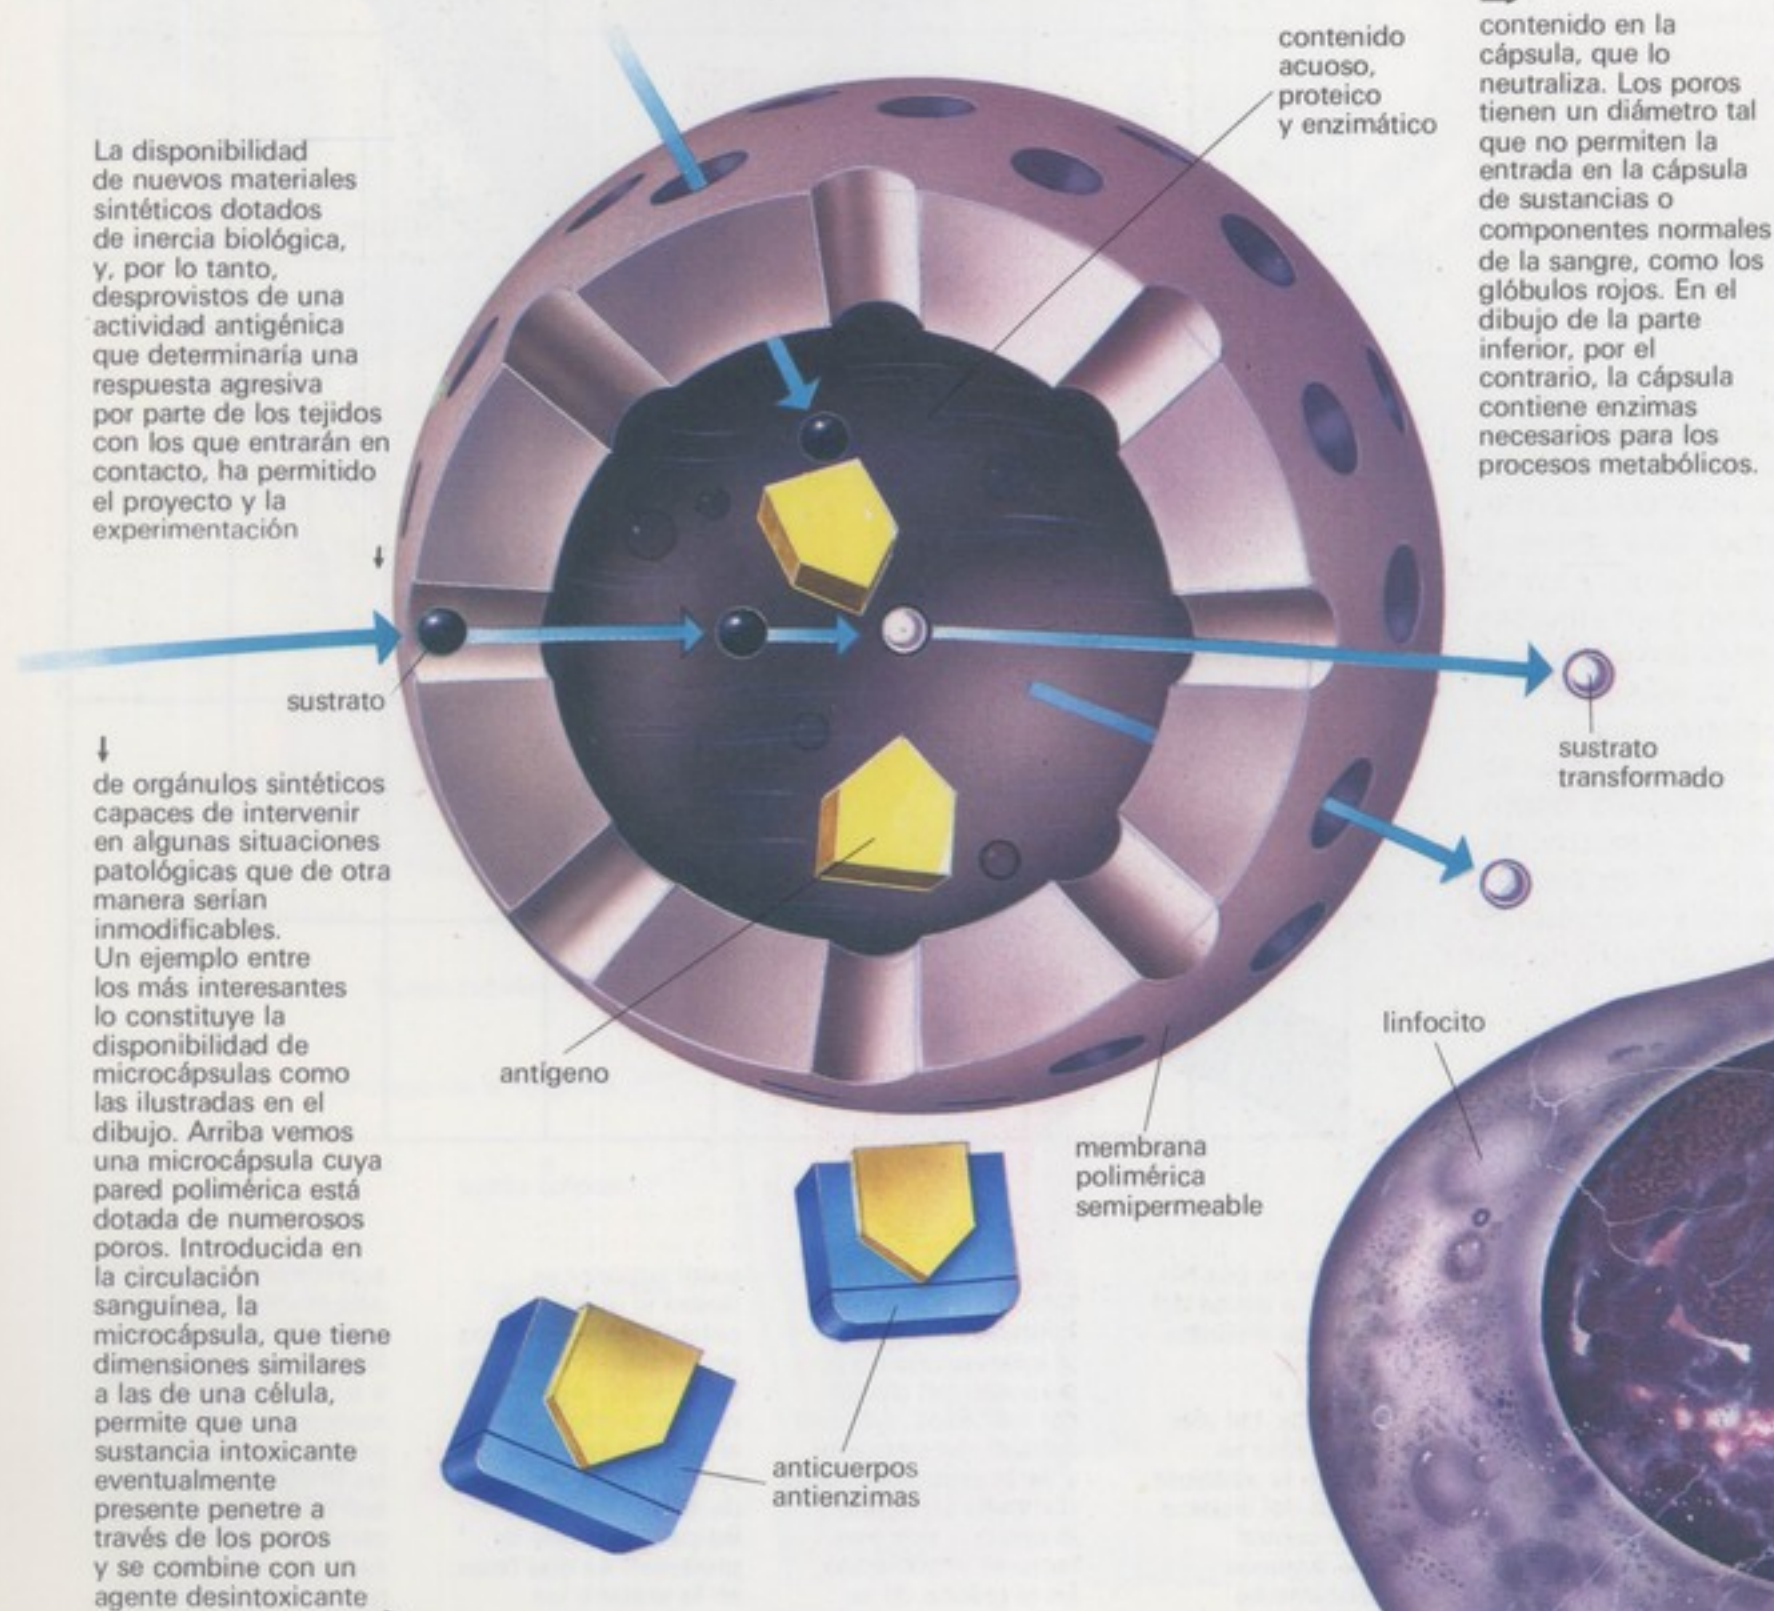 La disponibilidad
de nuevos materiales
sintéticos dotados
de inercia biológica,
y, por lo tanto,
desprovistos de una
actividad antigénica
que determinaría una
respuesta agresiva
por parte de los tejidos
con los que entrarán en
contacto, ha permitido
el proyecto y la
experimentación
↓
sustrato
↓
de orgánulos sintéticos
capaces de intervenir
en algunas situaciones
patológicas que de otra
manera serían
inmodificables.
Un ejemplo entre
los más interesantes
lo constituye la
disponibilidad de
microcápsulas como
las ilustradas en el
dibujo. Arriba vemos
una microcápsula cuya
pared polimérica está
dotada de numerosos
poros. Introducida en
la circulación
sanguínea, la
microcápsula, que tiene
dimensiones similares
a las de una célula,
permite que una
sustancia intoxicante
eventualmente
presente penetre a
través de los poros
y se combine con un
agente desintoxicante
contenido
acuoso,
proteico
y enzimático
contenido en la
cápsula, que lo
neutraliza. Los poros
tienen un diámetro tal
que no permiten la
entrada en la cápsula
de sustancias o
componentes normales
de la sangre, como los
glóbulos rojos. En el
dibujo de la parte
inferior, por el
contrario, la cápsula
contiene enzimas
necesarios para los
procesos metabólicos.
sustrato
transformado
linfocito
antígeno
membrana
polimérica
semipermeable
anticuerpos
antienzimas